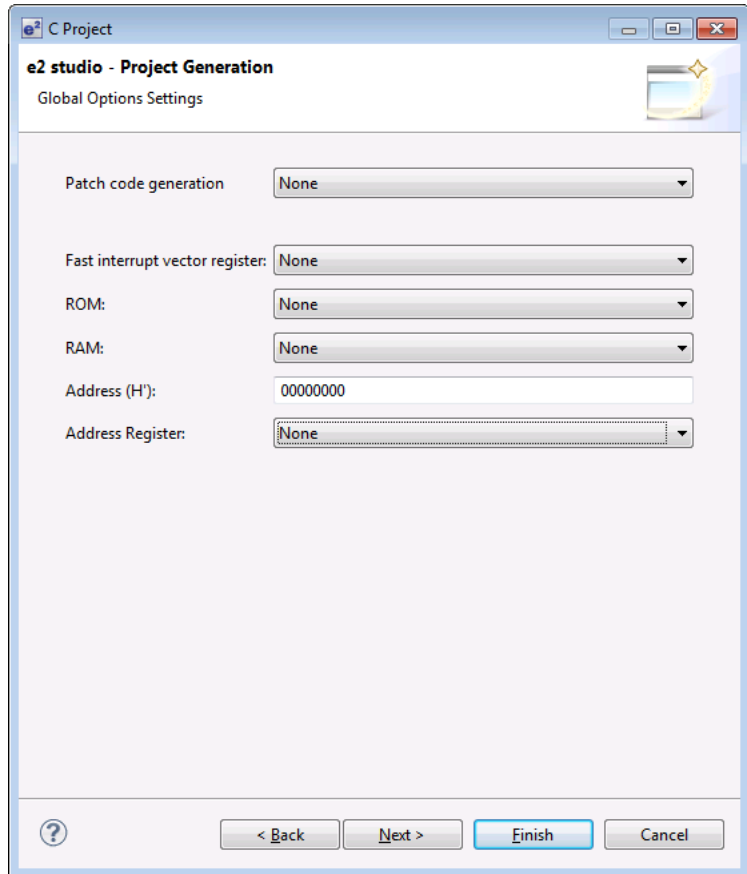 e² C Project
e2 studio - Project Generation
Global Options Settings
Patch code generation None
Fast interrupt vector register: None
ROM: None
RAM: None
Address (H'): 00000000
Address Register: None
? < Back Next > Finish Cancel